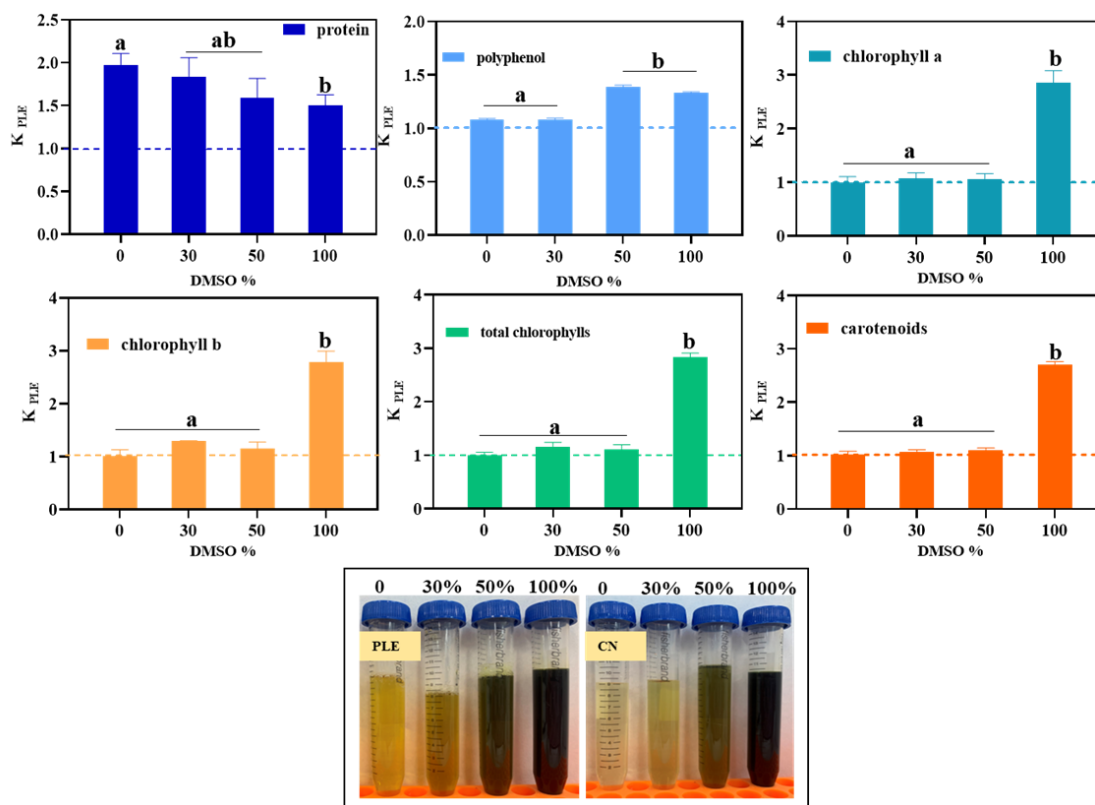 2.5
2.0
1.5
1.0
0.5
0.0
K PLE
protein
a
ab
b
0 30 50 100
DMSO %
2.0
1.5
1.0
0.5
0.0
K PLE
polyphenol
a
b
0 30 50 100
DMSO %
4
3
2
1
0
K PLE
chlorophyll a
a
b
0 30 50 100
DMSO %
4
3
2
1
0
K PLE
chlorophyll b
a
b
0 30 50 100
DMSO %
4
3
2
1
0
K PLE
total chlorophylls
a
b
0 30 50 100
DMSO %
4
3
2
1
0
K PLE
carotenoids
a
b
0 30 50 100
DMSO %
0 30% 50% 100%
PLE
0 30% 50% 100%
CN
fisherbrand